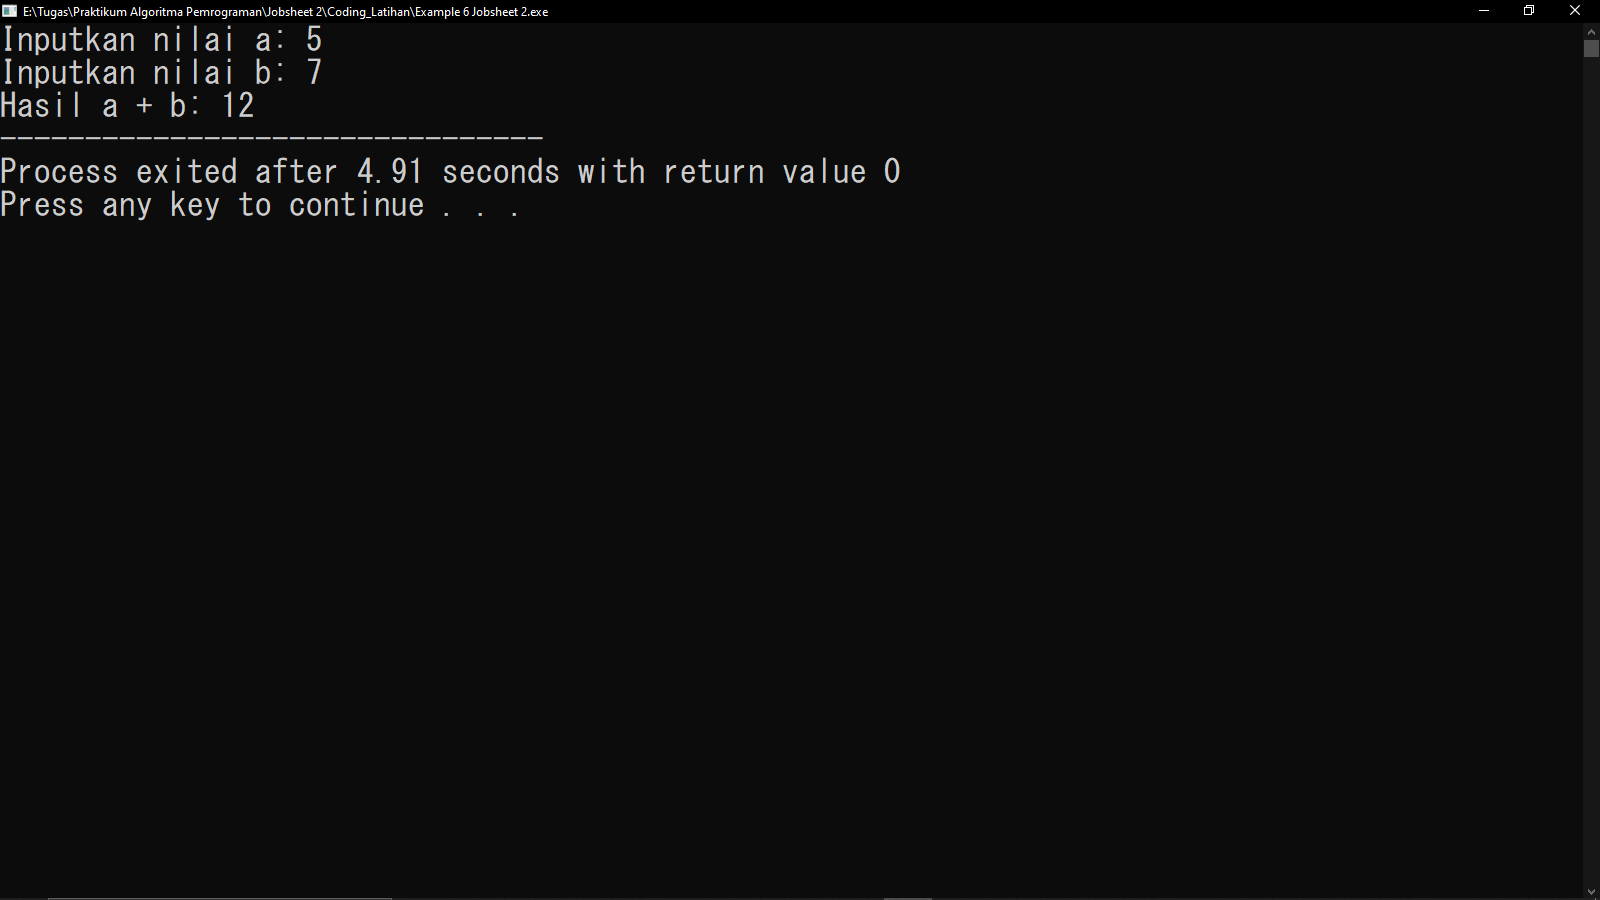 E:\Tugas\Praktikum Algoritma Pemrograman\Jobsheet 2\Coding_Latihan\Example 6 Jobsheet 2.exe
Inputkan nilai a: 5
Inputkan nilai b: 7
Hasil a + b: 12
--------------------------------
Process exited after 4.91 seconds with return value 0
Press any key to continue . . .